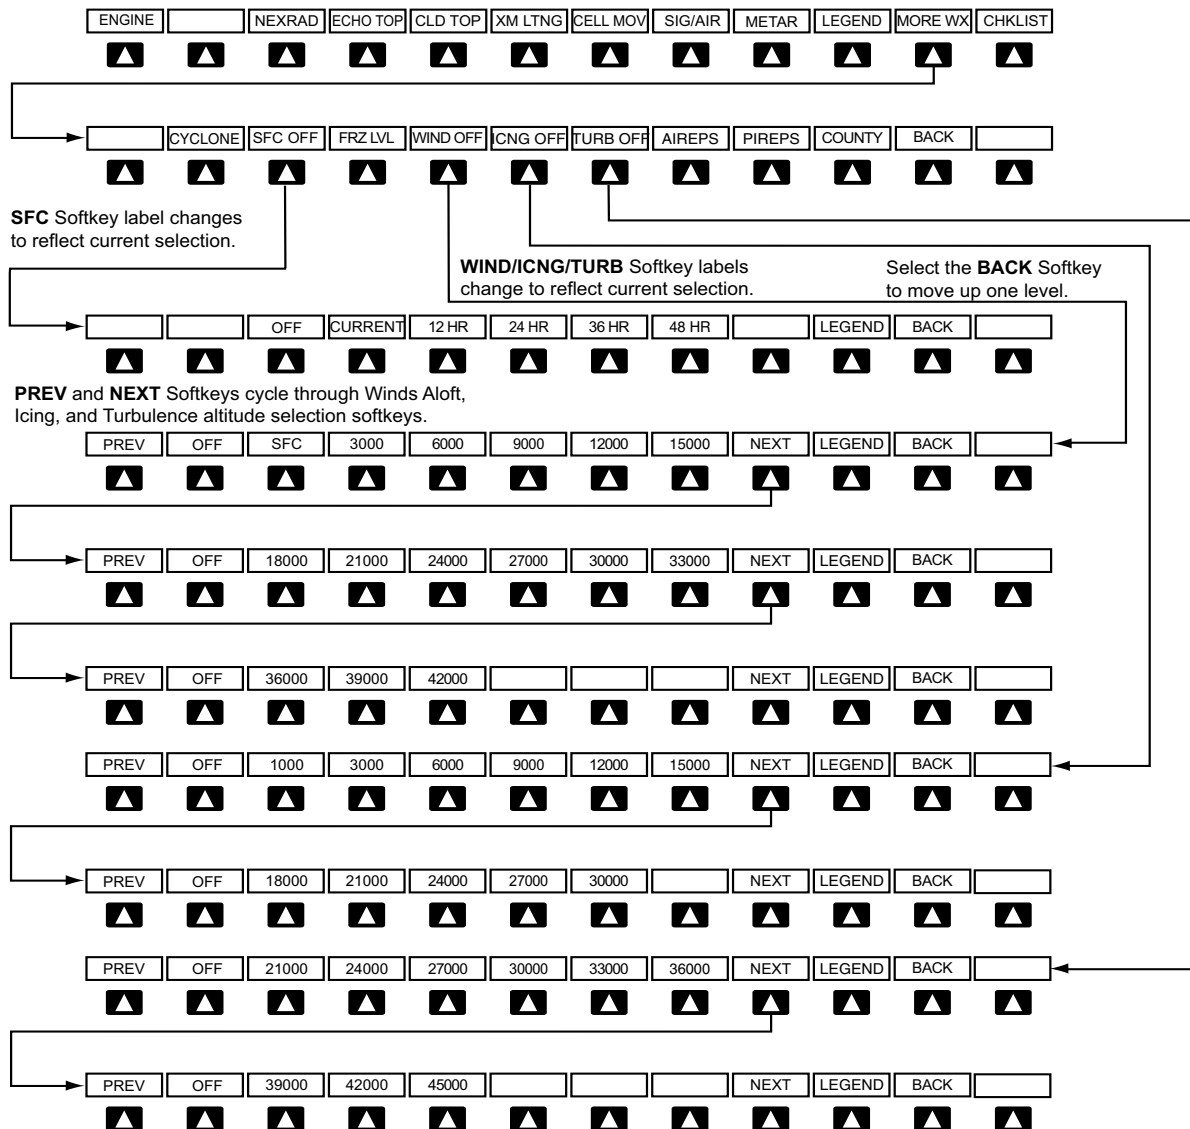 ENGINE NEXRAD ECHO TOP CLD TOP XM LTNG CELL MOV SIG/AIR METAR LEGEND MORE WX CHKLIST
CYCLONE SFC OFF FRZ LVL WIND OFF ICNG OFF TURB OFF AIREPS PIREPS COUNTY BACK
SFC Softkey label changes
to reflect current selection.
WIND/ICNG/TURB Softkey labels
change to reflect current selection.
Select the BACK Softkey
to move up one level.
OFF CURRENT 12 HR 24 HR 36 HR 48 HR LEGEND BACK
PREV and NEXT Softkeys cycle through Winds Aloft,
Icing, and Turbulence altitude selection softkeys.
PREV OFF SFC 3000 6000 9000 12000 15000 NEXT LEGEND BACK
PREV OFF 18000 21000 24000 27000 30000 33000 NEXT LEGEND BACK
PREV OFF 36000 39000 42000 NEXT LEGEND BACK
PREV OFF 1000 3000 6000 9000 12000 15000 NEXT LEGEND BACK
PREV OFF 18000 21000 24000 27000 30000 NEXT LEGEND BACK
PREV OFF 21000 24000 27000 30000 33000 36000 NEXT LEGEND BACK
PREV OFF 39000 42000 45000 NEXT LEGEND BACK